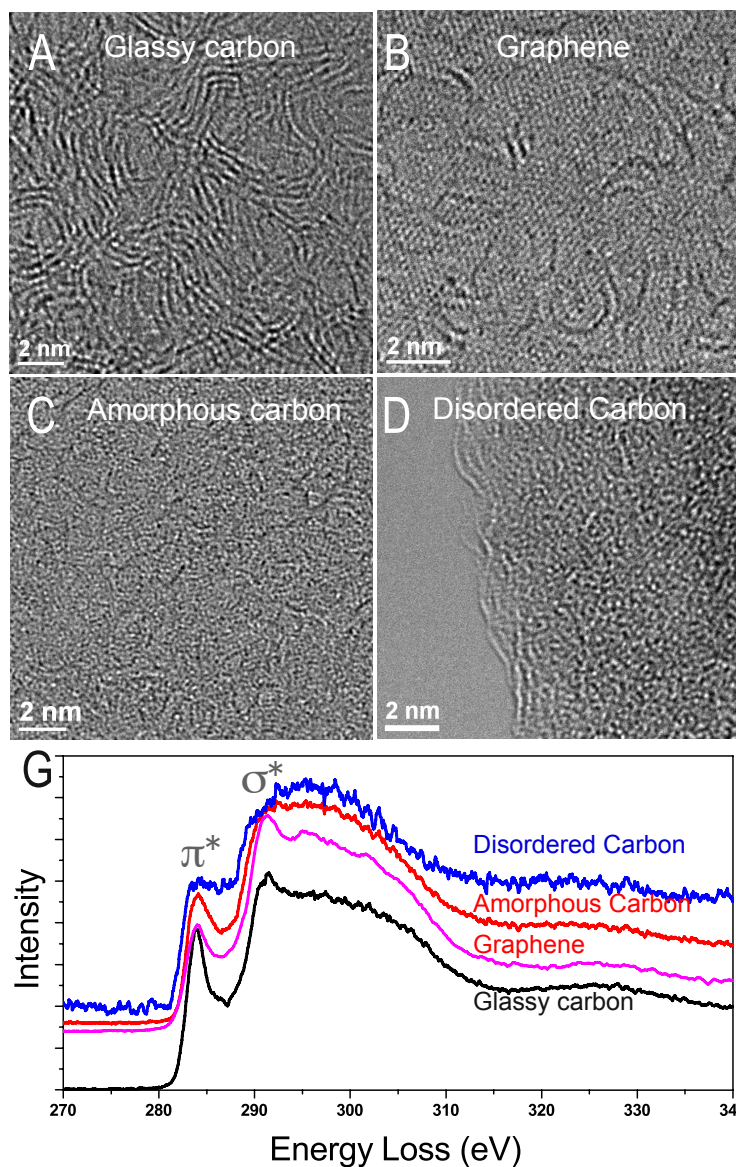 A Glassy carbon
2 nm
B Graphene
2 nm
C Amorphous carbon
2 nm
D Disordered Carbon
2 nm
G
σ*
π*
Disordered Carbon
Amorphous Carbon
Graphene
Glassy carbon
Intensity
270 280 290 300 310 320 330 34
Energy Loss (eV)